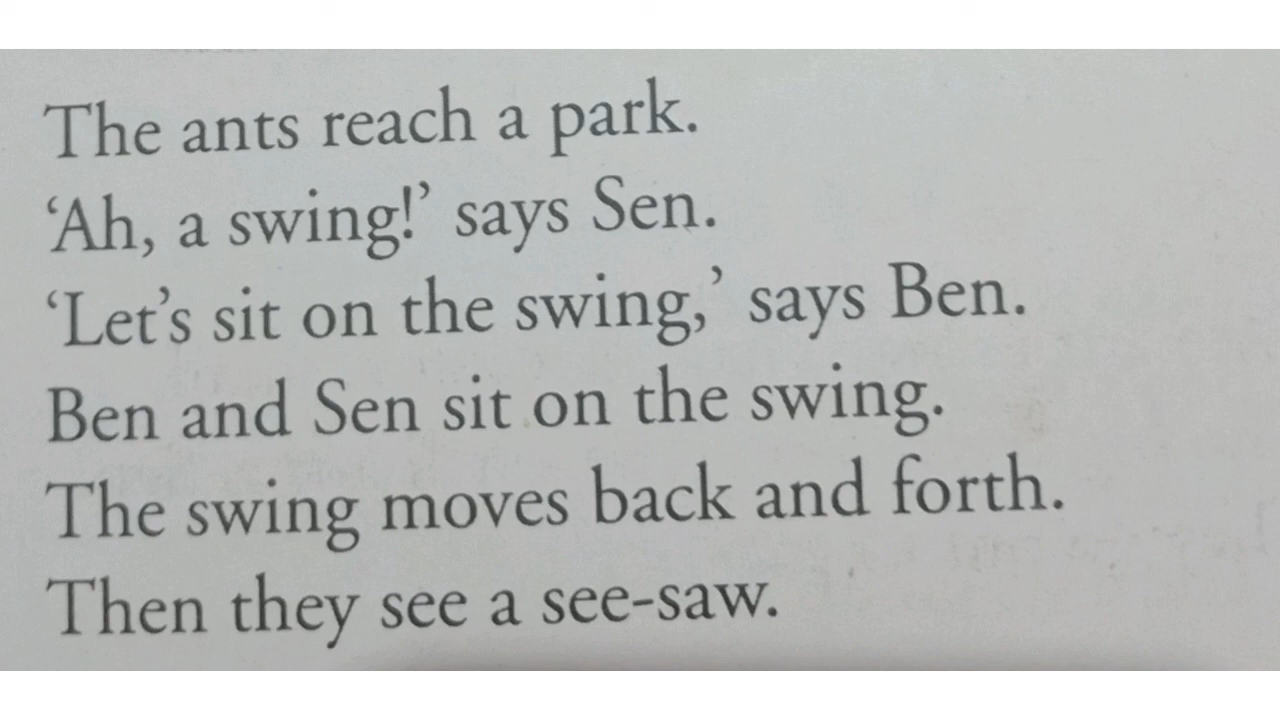 The ants reach a park.
‘Ah, a swing!’ says Sen.
‘Let’s sit on the swing,’ says Ben.
Ben and Sen sit on the swing.
The swing moves back and forth.
Then they see a see-saw.